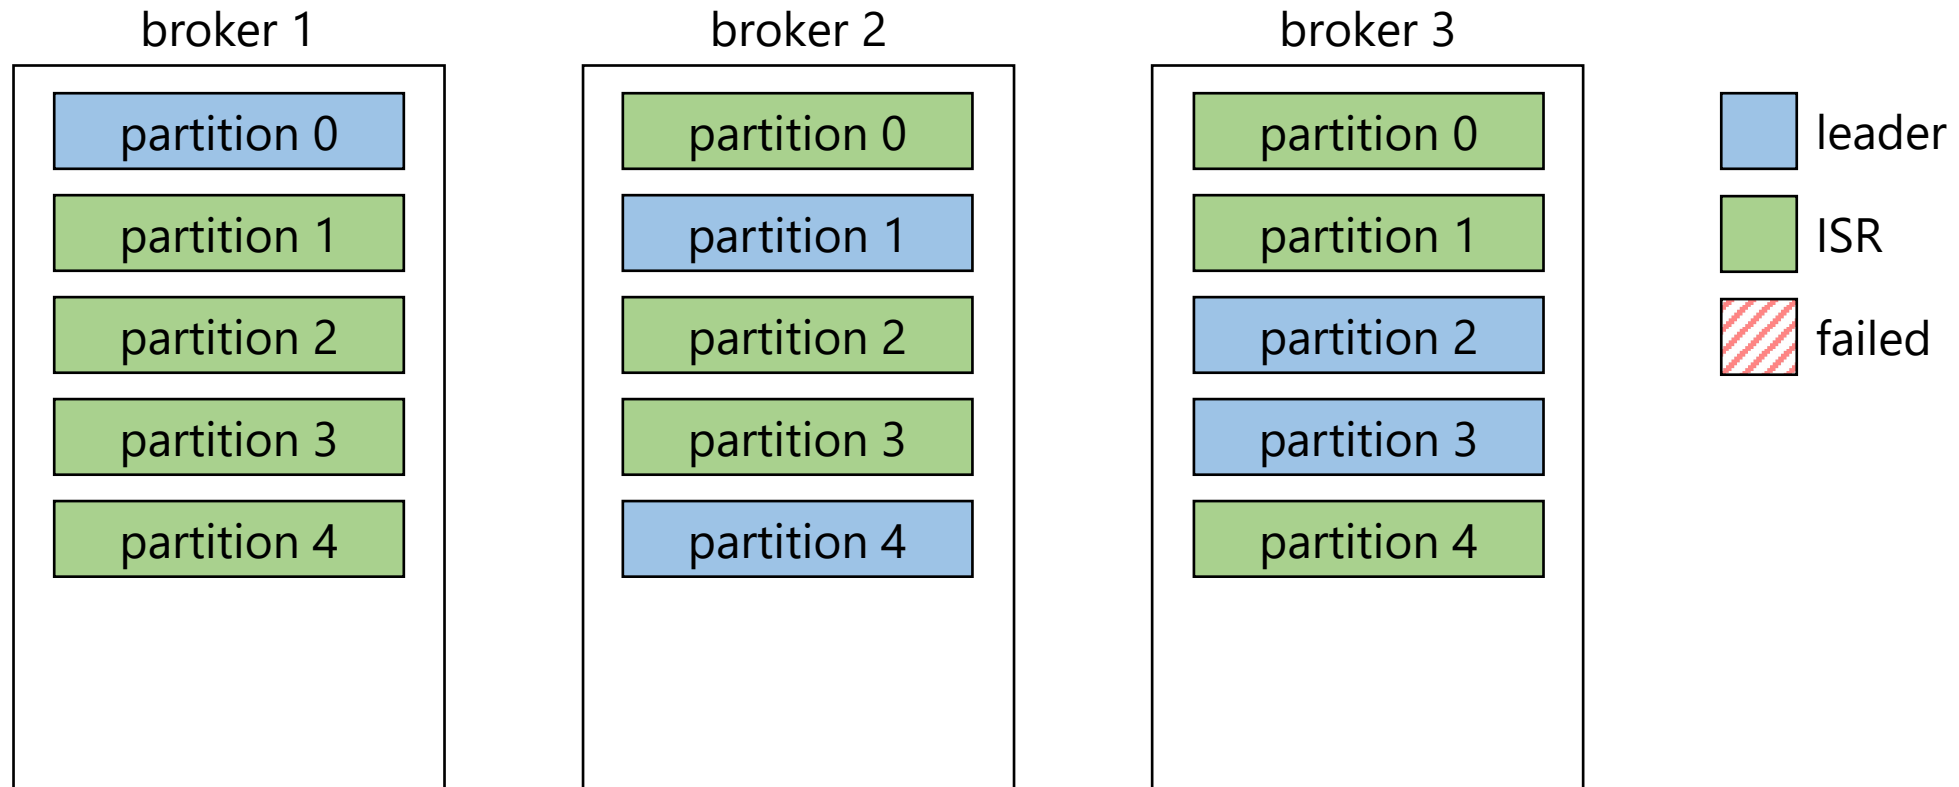 broker 1
partition 0
partition 1
partition 2
partition 3
partition 4
broker 2
partition 0
partition 1
partition 2
partition 3
partition 4
broker 3
partition 0
partition 1
partition 2
partition 3
partition 4
leader
ISR
failed